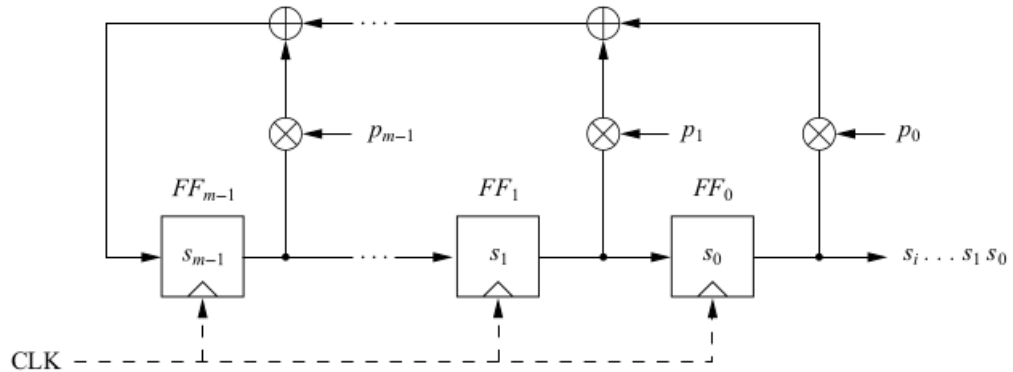 . . .
p_{m−1} p_1 p_0
FF_{m−1} FF_1 FF_0
s_{m−1} . . . s_1 s_0 s_i . . . s_1 s_0
CLK